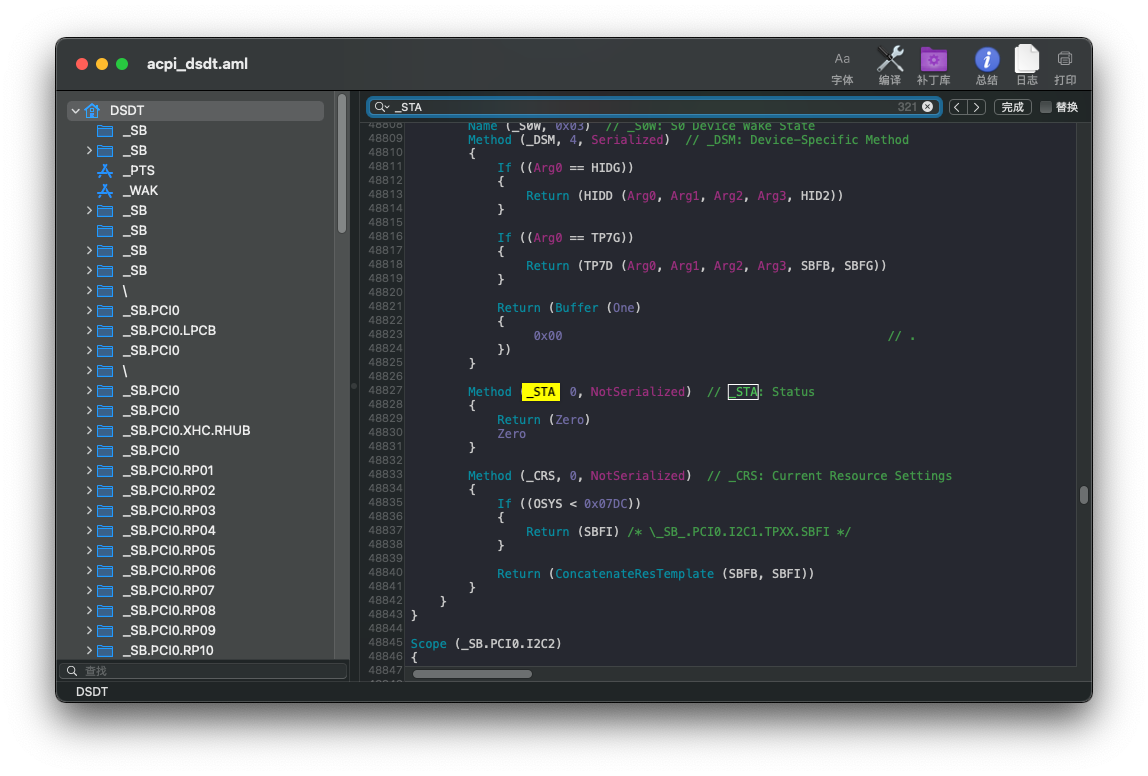 acpi_dsdt.aml
Aa
字体
编译
补丁库
总结
日志
打印
_STA
321
完成
替换
DSDT
_SB
_SB
_PTS
_WAK
_SB
_SB
_SB
_SB
\
_SB.PCI0
_SB.PCI0.LPCB
_SB.PCI0
\
_SB.PCI0
_SB.PCI0
_SB.PCI0.XHC.RHUB
_SB.PCI0
_SB.PCI0.RP01
_SB.PCI0.RP02
_SB.PCI0.RP03
_SB.PCI0.RP04
_SB.PCI0.RP05
_SB.PCI0.RP06
_SB.PCI0.RP07
_SB.PCI0.RP08
_SB.PCI0.RP09
_SB.PCI0.RP10
查找
DSDT
48808 Name (_S0W, 0x03) // _S0W: S0 Device Wake State
48809 Method (_DSM, 4, Serialized) // _DSM: Device-Specific Method
48810 {
48811 If ((Arg0 == HIDG))
48812 {
48813 Return (HIDD (Arg0, Arg1, Arg2, Arg3, HID2))
48814 }
48815
48816 If ((Arg0 == TP7G))
48817 {
48818 Return (TP7D (Arg0, Arg1, Arg2, Arg3, SBFB, SBFG))
48819 }
48820
48821 Return (Buffer (One)
48822 {
48823 0x00 // .
48824 })
48825 }
48826
48827 Method (_STA 0, NotSerialized) // _STA: Status
48828 {
48829 Return (Zero)
48830 Zero
48831 }
48832
48833 Method (_CRS, 0, NotSerialized) // _CRS: Current Resource Settings
48834 {
48835 If ((OSYS < 0x07DC))
48836 {
48837 Return (SBFI) /* \_SB_.PCI0.I2C1.TPXX.SBFI */
48838 }
48839
48840 Return (ConcatenateResTemplate (SBFB, SBFI))
48841 }
48842 }
48843 }
48844
48845 Scope (_SB.PCI0.I2C2)
48846 {
48847